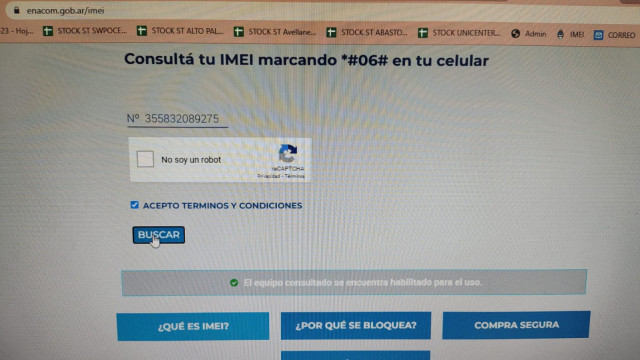 enacom.gob.ar/imei
23 - Hoj... STOCK ST SWPOCE... STOCK ST ALTO PAL... STOCK ST Avellane... STOCK ST ABASTO... STOCK UNICENTER... Admin IMEI CORREO
Consultá tu IMEI marcando *#06# en tu celular
Nº 355832089275
No soy un robot
reCAPTCHA
Privacidad - Términos
ACEPTO TERMINOS Y CONDICIONES
BUSCAR
El equipo consultado se encuentra habilitado para el uso.
¿QUÉ ES IMEI?
¿POR QUÉ SE BLOQUEA?
COMPRA SEGURA